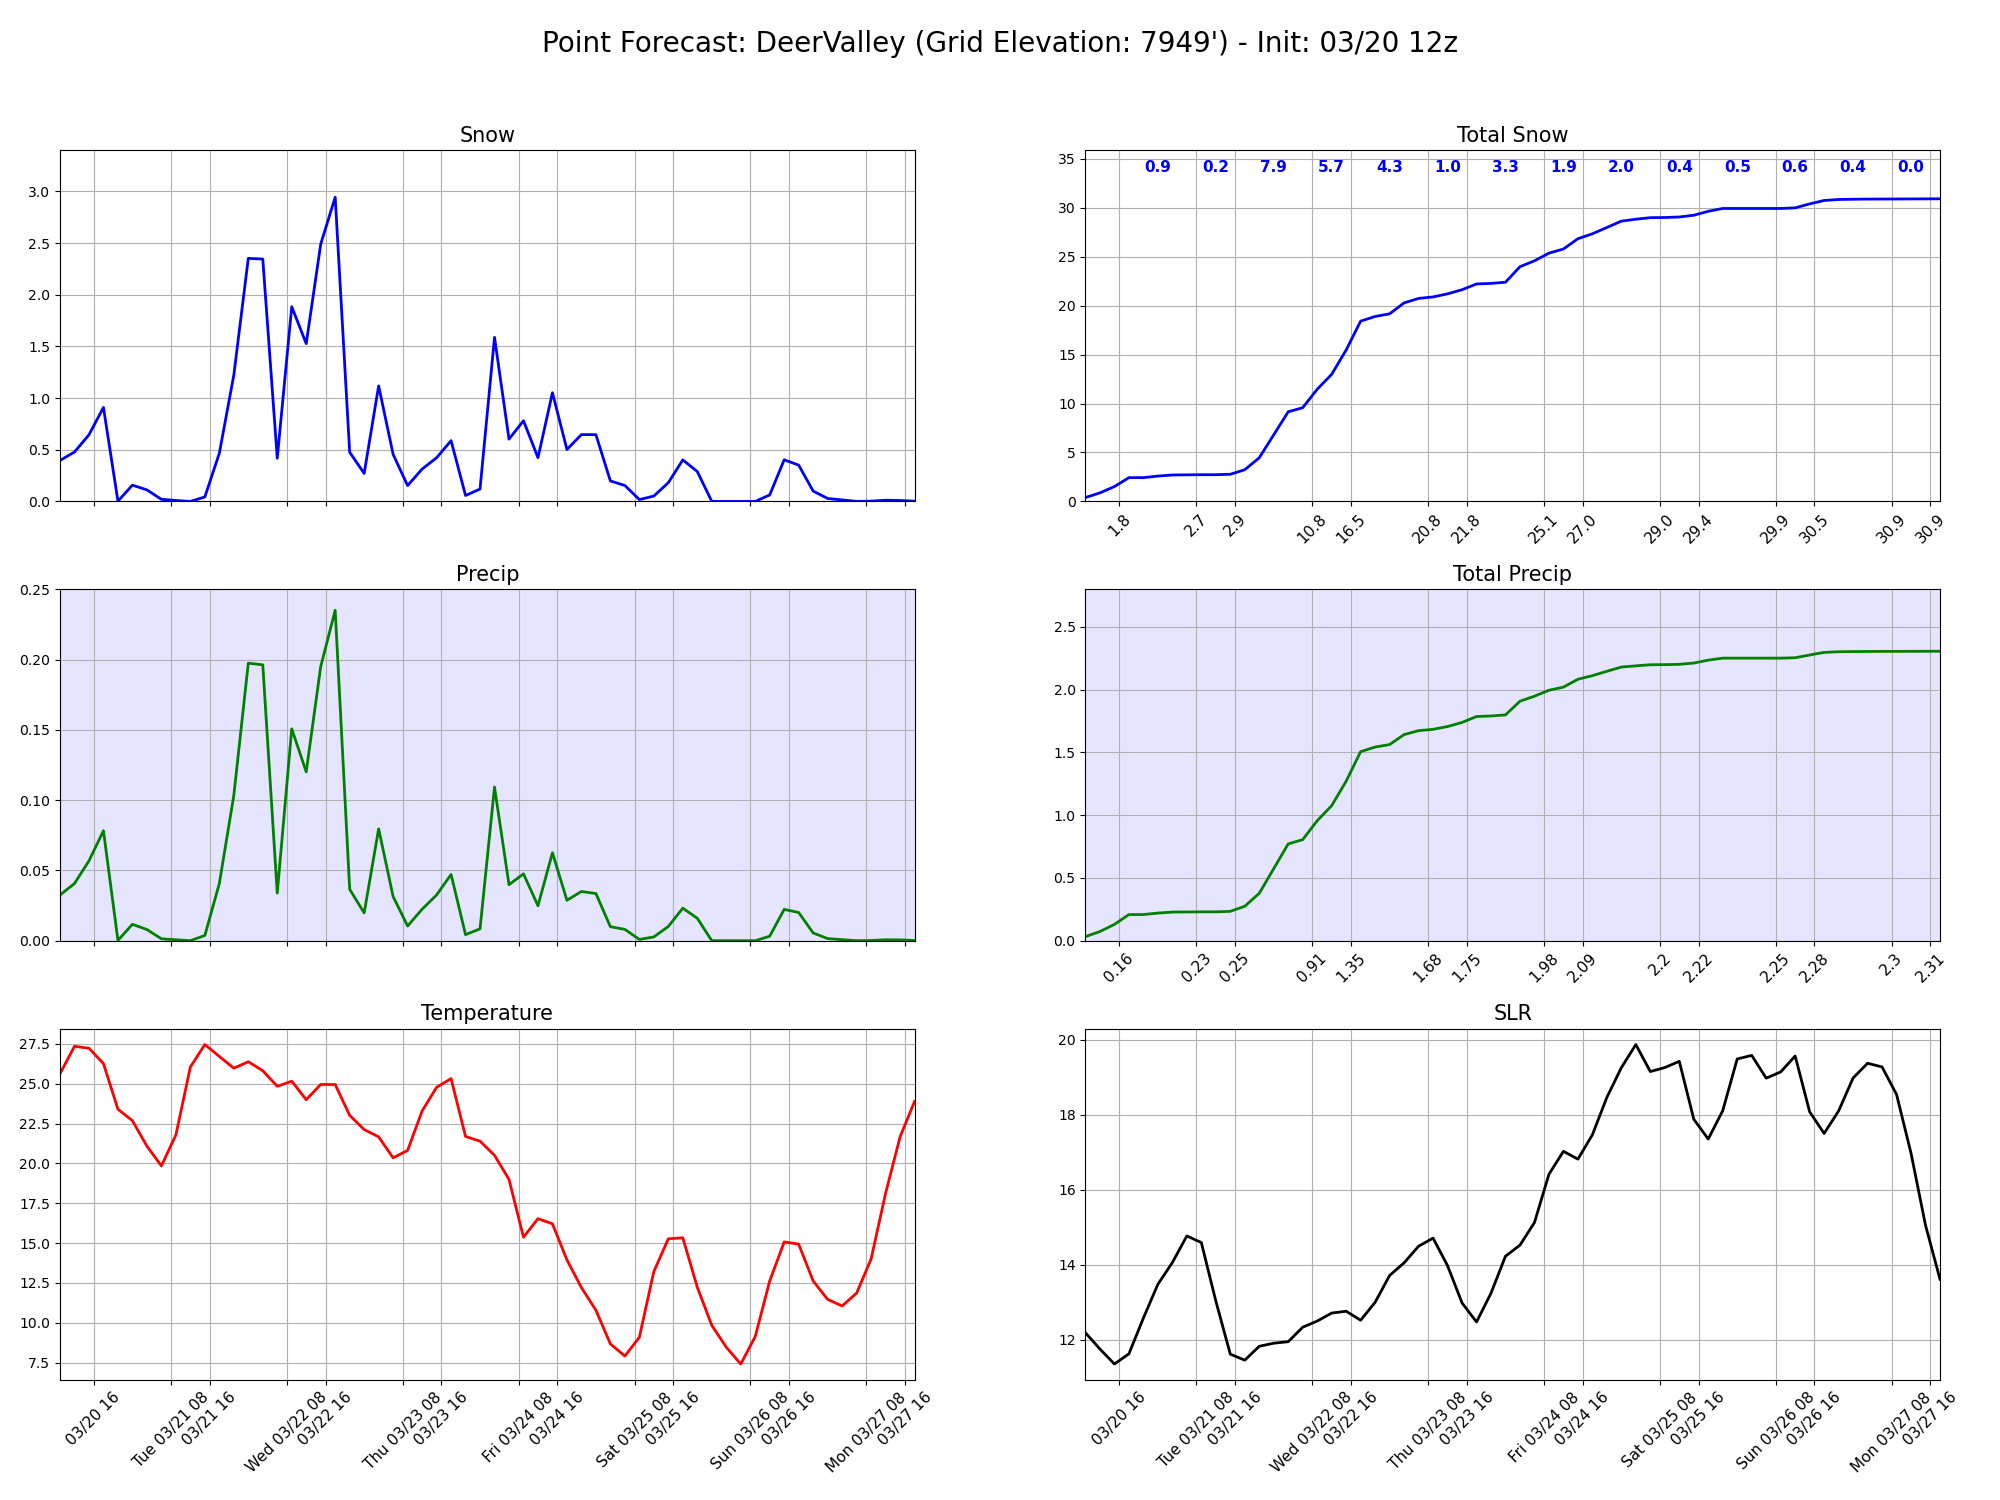 Point Forecast: DeerValley (Grid Elevation: 7949') - Init: 03/20 12z
Snow
3.0
2.5
2.0
1.5
1.0
0.5
0.0
Total Snow
35
30
25
20
15
10
5
0
0.9 0.2 7.9 5.7 4.3 1.0 3.3 1.9 2.0 0.4 0.5 0.6 0.4 0.0
1.8 2.7 2.9 10.8 16.5 20.8 21.8 25.1 27.0 29.0 29.4 29.9 30.5 30.9 30.9
Precip
0.25
0.20
0.15
0.10
0.05
0.00
Total Precip
2.5
2.0
1.5
1.0
0.5
0.0
0.16 0.23 0.25 0.91 1.35 1.68 1.75 1.98 2.09 2.2 2.22 2.25 2.28 2.3 2.31
Temperature
27.5
25.0
22.5
20.0
17.5
15.0
12.5
10.0
7.5
03/20 16
Tue 03/21 08
03/21 16
Wed 03/22 08
03/22 16
Thu 03/23 08
03/23 16
Fri 03/24 08
03/24 16
Sat 03/25 08
03/25 16
Sun 03/26 08
03/26 16
Mon 03/27 08
03/27 16
SLR
20
18
16
14
12
03/20 16
Tue 03/21 08
03/21 16
Wed 03/22 08
03/22 16
Thu 03/23 08
03/23 16
Fri 03/24 08
03/24 16
Sat 03/25 08
03/25 16
Sun 03/26 08
03/26 16
Mon 03/27 08
03/27 16